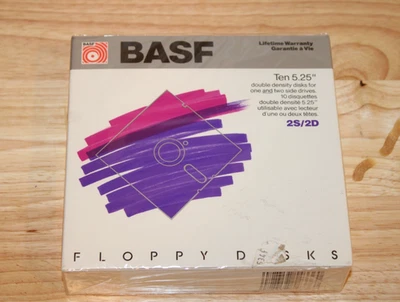 BASF
BASF
Lifetime Warranty
Garantie à Vie
Ten 5.25"
double density disks for
one and two side drives.
10 disquettes
double densité 5.25"
utilisable avec lecteur
d'une ou deux têtes.
2S/2D
FLOPPY DISKS